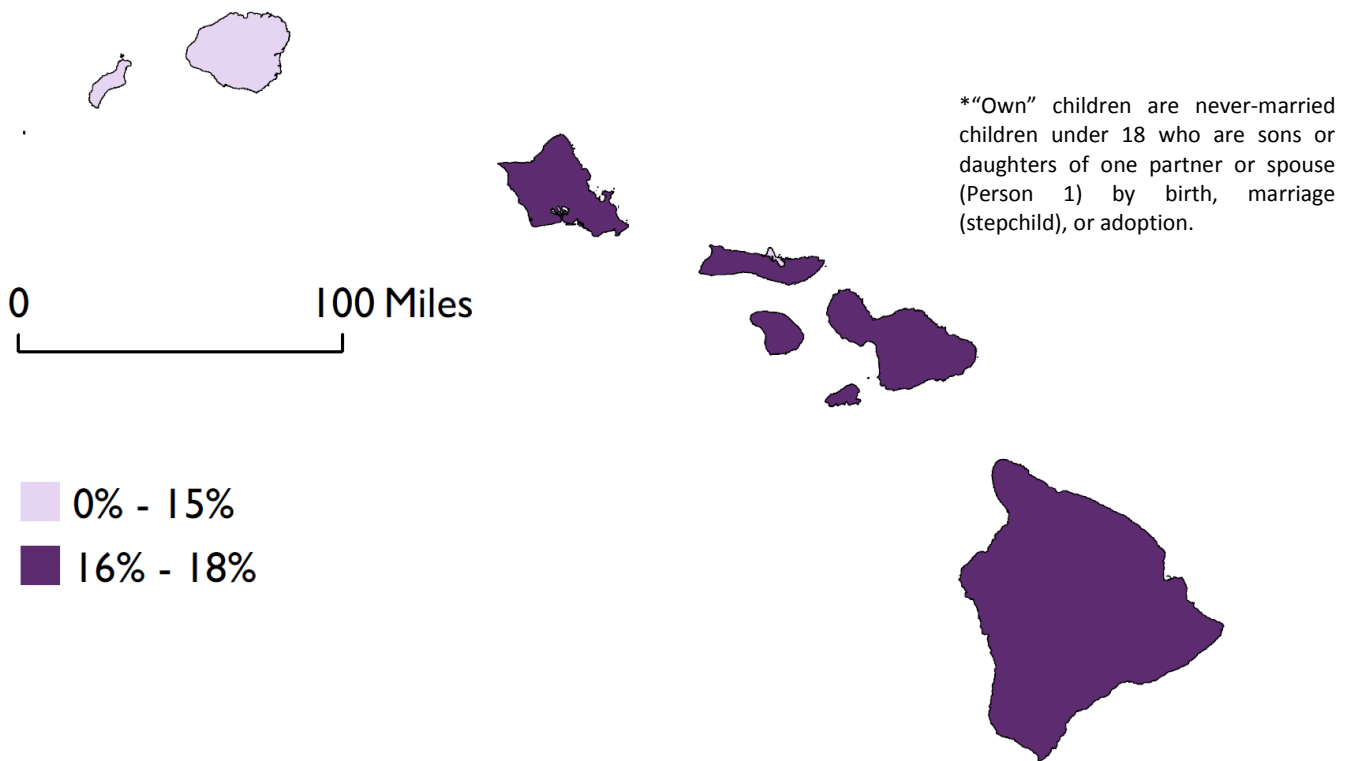 *“Own” children are never-married
children under 18 who are sons or
daughters of one partner or spouse
(Person 1) by birth, marriage
(stepchild), or adoption.
0 100 Miles
0% - 15%
16% - 18%